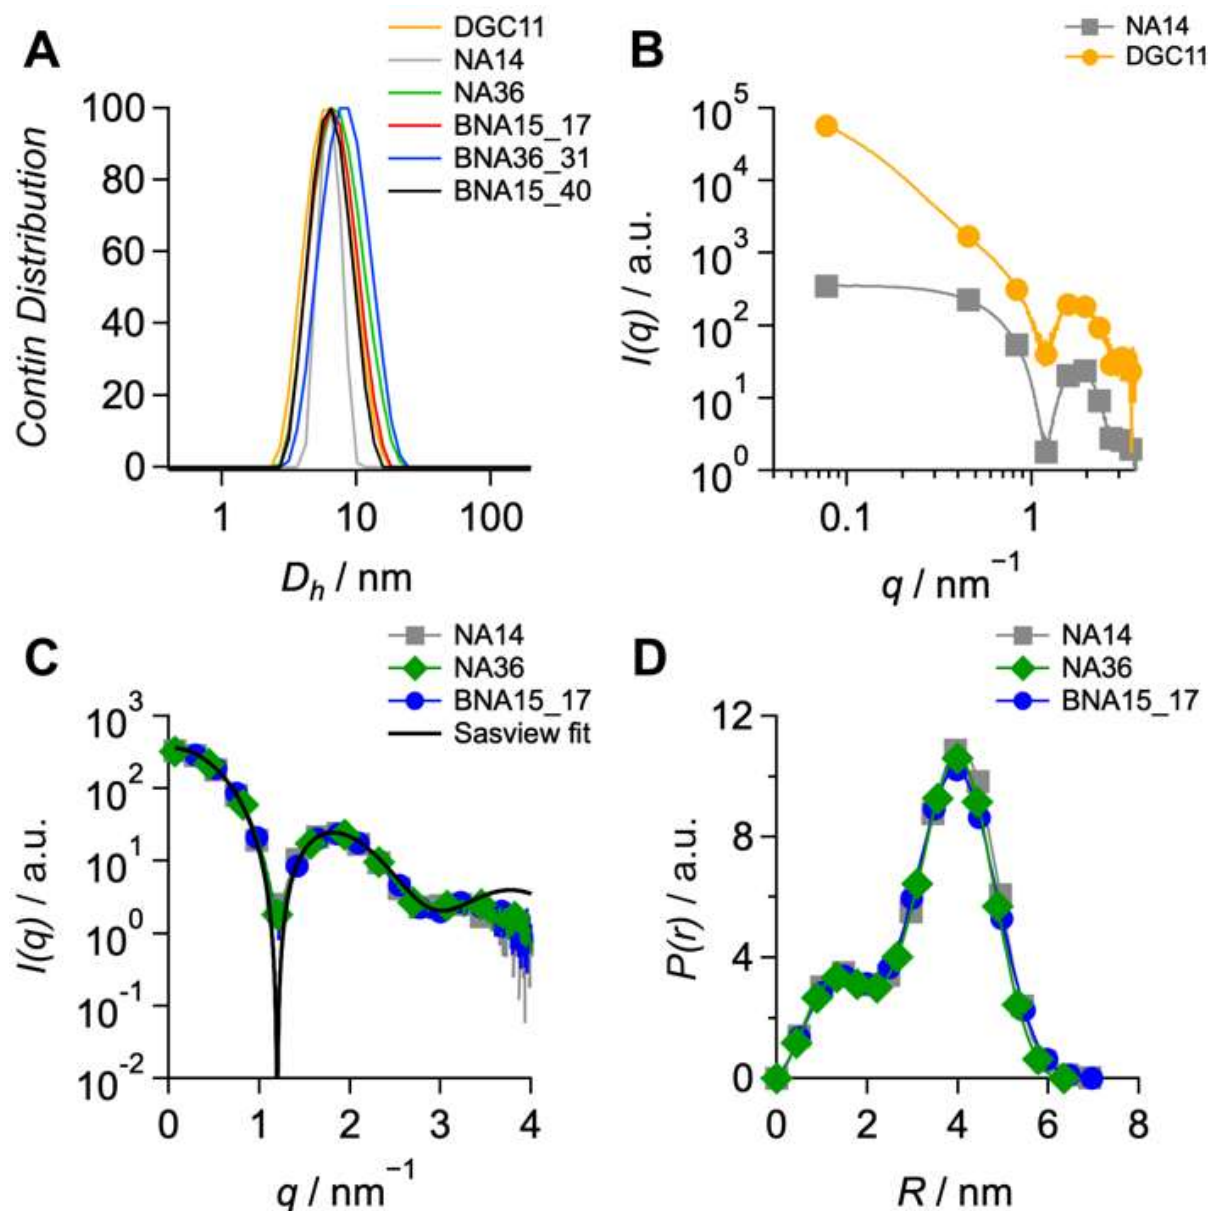 A
DGC11
NA14
NA36
BNA15_17
BNA36_31
BNA15_40
100
80
60
40
20
0
Contin Distribution
1
10
100
D_h / nm
B
NA14
DGC11
10^5
10^4
10^3
10^2
10^1
10^0
I(q) / a.u.
0.1
1
q / nm^−1
C
NA14
NA36
BNA15_17
Sasview fit
10^3
10^2
10^1
10^0
10^-1
10^-2
I(q) / a.u.
0 1 2 3 4
q / nm^−1
D
NA14
NA36
BNA15_17
12
8
4
0
P(r) / a.u.
0 2 4 6 8
R / nm